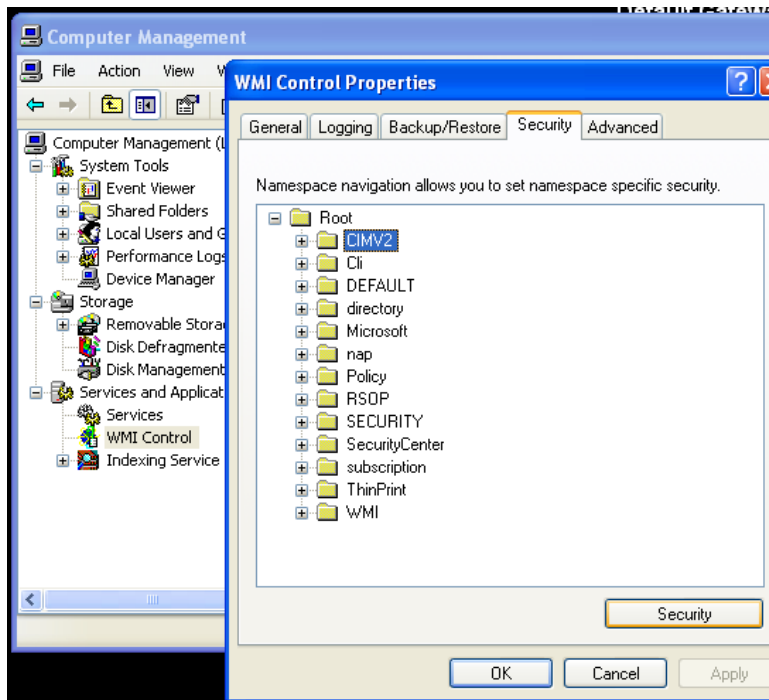 Default Gatew
Computer Management
File Action View
WMI Control Properties
General Logging Backup/Restore Security Advanced
Computer Management (L
System Tools
Event Viewer
Shared Folders
Local Users and G
Performance Logs
Device Manager
Storage
Removable Stora
Disk Defragmente
Disk Management
Services and Applicat
Services
WMI Control
Indexing Service
Namespace navigation allows you to set namespace specific security.
Root
CIMV2
Cli
DEFAULT
directory
Microsoft
nap
Policy
RSOP
SECURITY
SecurityCenter
subscription
ThinPrint
WMI
Security
OK Cancel Apply